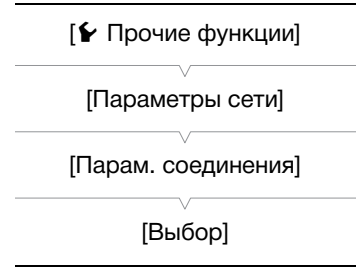 [Прочие функции]
[Параметры сети]
[Парам. соединения]
[Выбор]